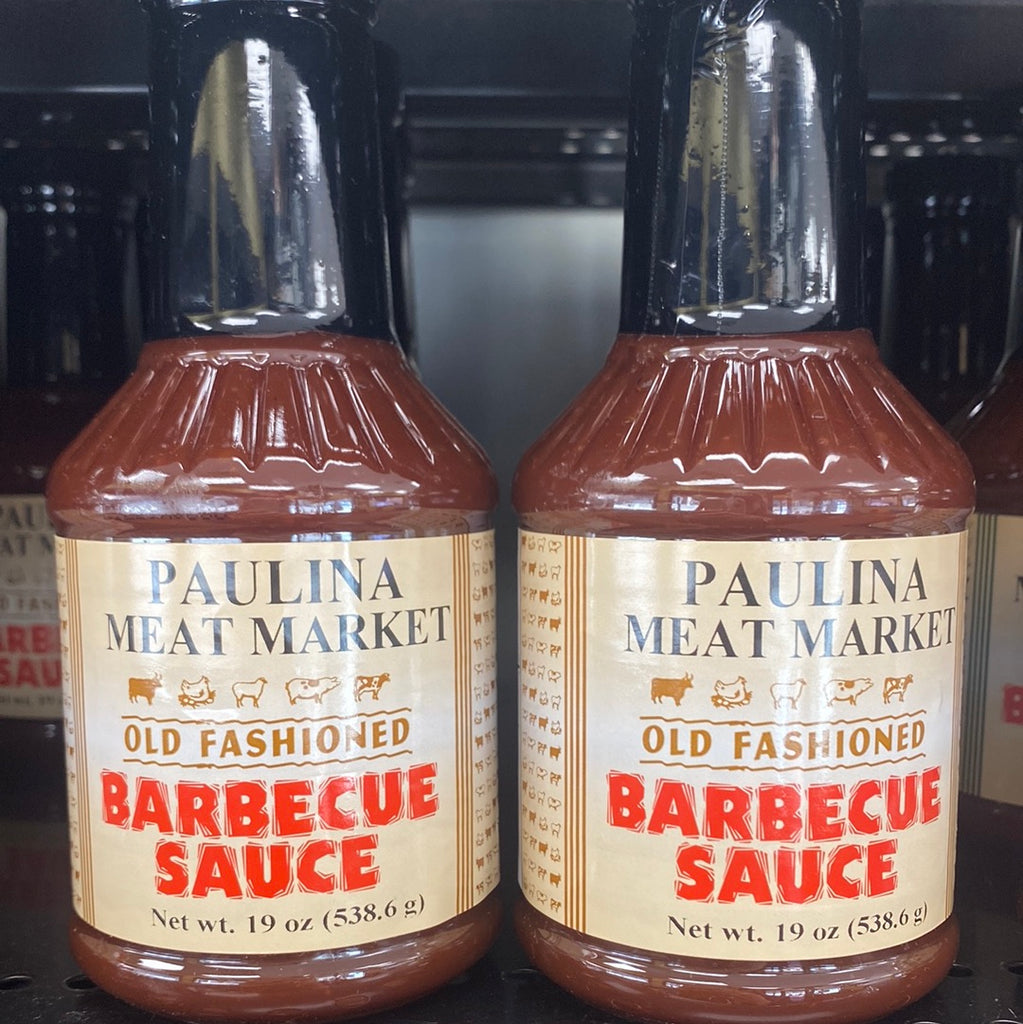 PAULINA
MEAT MARKET
OLD FASHIONED
BARBECUE
SAUCE
Net wt. 19 oz (538.6 g)
PAULINA
MEAT MARKET
OLD FASHIONED
BARBECUE
SAUCE
Net wt. 19 oz (538.6 g)